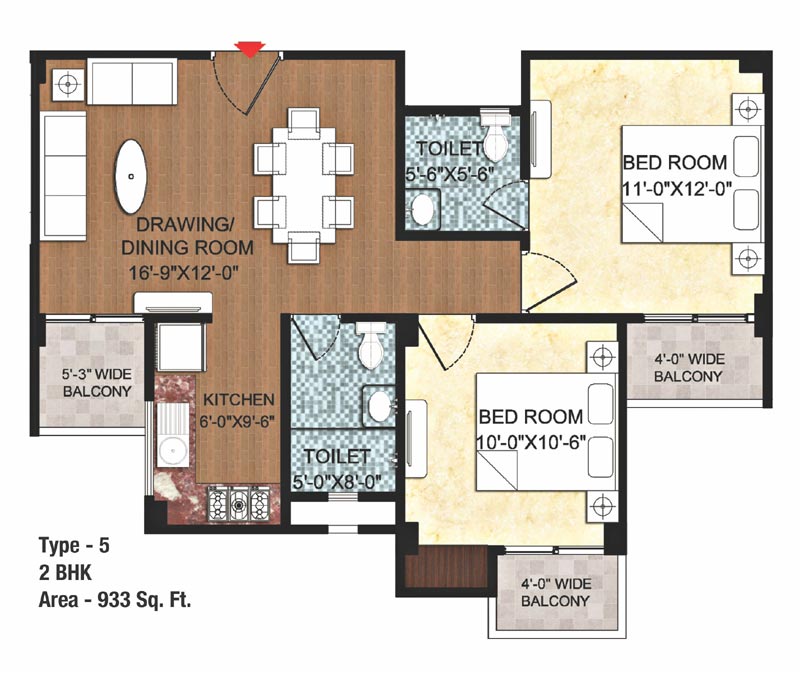 TOILET
5'-6"X5'-6"
BED ROOM
11'-0"X12'-0"
DRAWING/
DINING ROOM
16'-9"X12'-0"
5'-3" WIDE
BALCONY
KITCHEN
6'-0"X9'-6"
TOILET
5'-0"X8'-0"
BED ROOM
10'-0"X10'-6"
4'-0" WIDE
BALCONY
4'-0" WIDE
BALCONY
Type - 5
2 BHK
Area - 933 Sq. Ft.